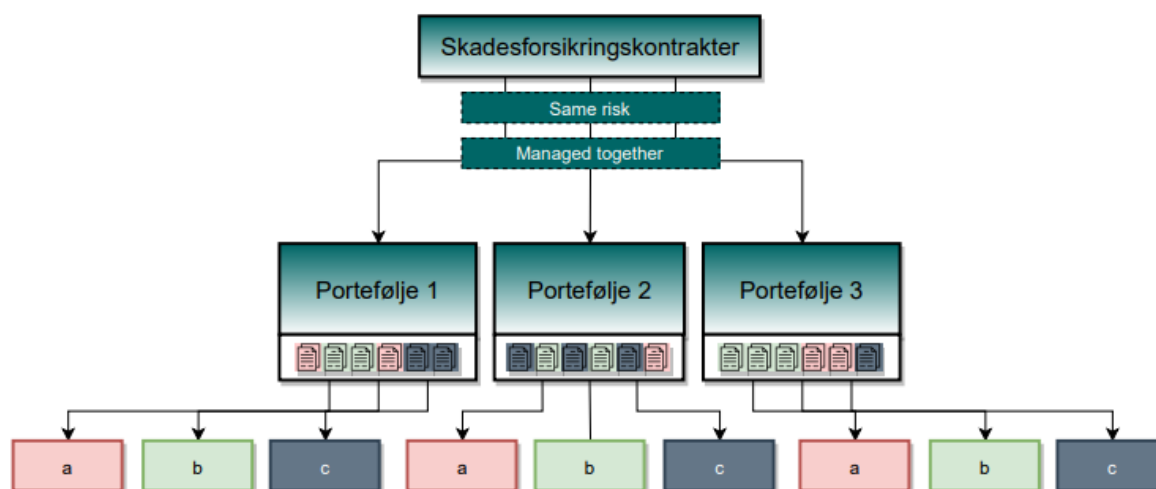 Skadesforsikringskontrakter
Same risk
Managed together
Portefølje 1
Portefølje 2
Portefølje 3
a
b
c
a
b
c
a
b
c